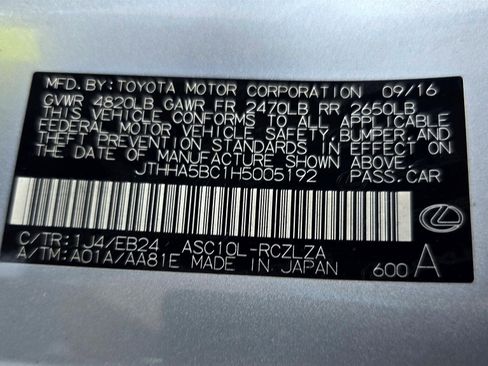 MFD.BY:TOYOTA MOTOR CORPORATION 09/16
GVWR 4820LB GAWR FR 2470LB RR 2650LB
THIS VEHICLE CONFORMS TO ALL APPLICABLE
FEDERAL MOTOR VEHICLE SAFETY,BUMPER,AND
THEFT PREVENTION STANDARDS IN EFFECT ON
THE DATE OF MANUFACTURE SHOWN ABOVE.
JTHHA5BC1H5005192 PASS.CAR
C/TR:1J4/EB24 ASC10L-RCZLZA
A/TM:A01A/AA81E MADE IN JAPAN 600 A